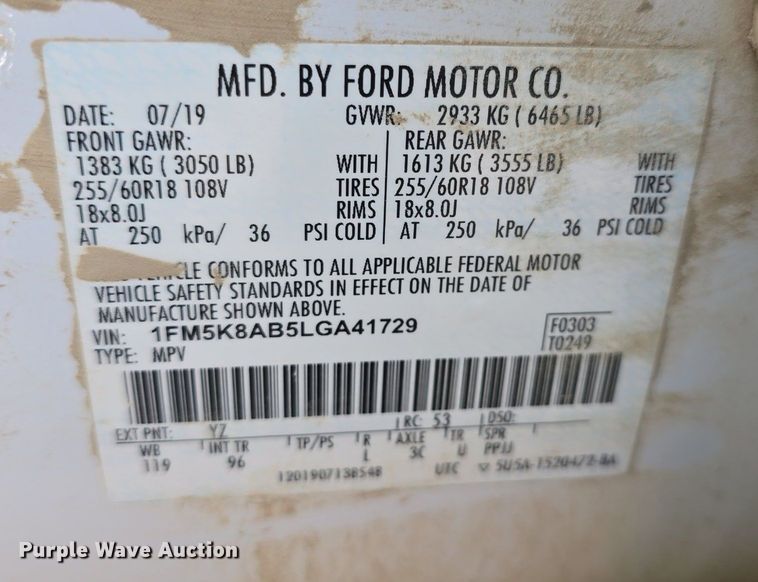 MFD. BY FORD MOTOR CO.
DATE: 07/19 GVWR: 2933 KG ( 6465 LB)
FRONT GAWR: REAR GAWR:
1383 KG ( 3050 LB) WITH 1613 KG ( 3555 LB) WITH
255/60R18 108V TIRES 255/60R18 108V TIRES
18x8.0J RIMS 18x8.0J RIMS
AT 250 kPa/ 36 PSI COLD AT 250 kPa/ 36 PSI COLD
CONFORMS TO ALL APPLICABLE FEDERAL MOTOR
VEHICLE SAFETY STANDARDS IN EFFECT ON THE DATE OF
MANUFACTURE SHOWN ABOVE.
VIN: 1FM5K8AB5LGA41729 F0303
TYPE: MPV T0249
EXT PNT: YZ RC: 53 DSO:
WB INT TR TP/PS R AXLE TR SPR
119 96 L 3C U PPJJ
1201907138548 UTC
Purple Wave Auction